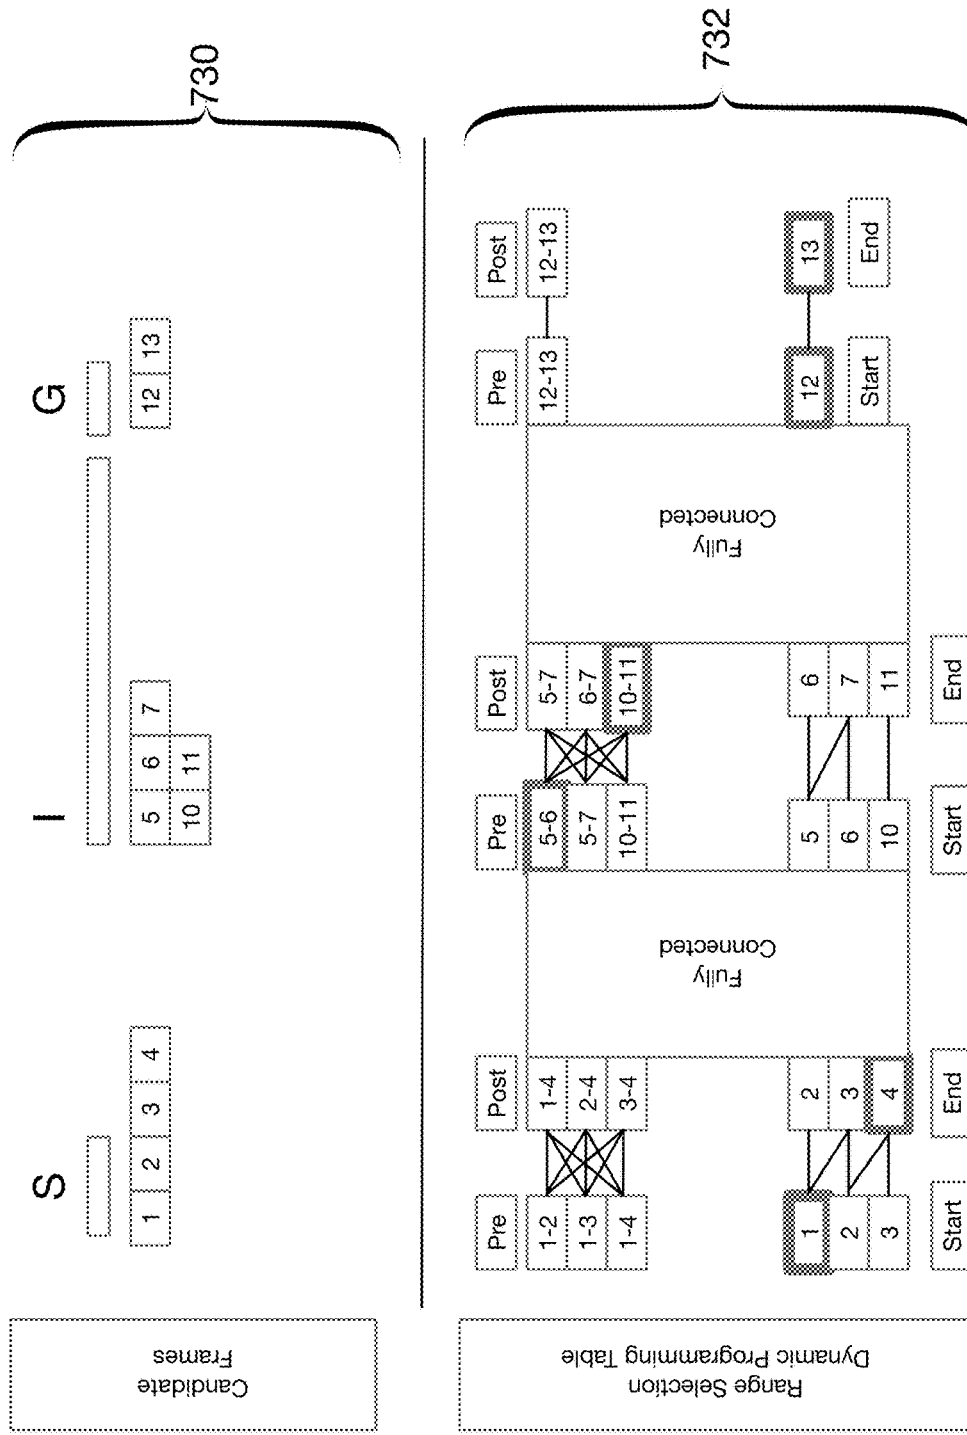 Candidate
Frames
S
I
G
730
1 2 3 4
5 6 7
10 11
12 13
Range Selection
Dynamic Programming Table
732
Pre
Post
Pre
Post
Pre
Post
1-2
1-3
1-4
1-4
2-4
3-4
Fully
Connected
5-6
5-7
10-11
5-7
6-7
10-11
Fully
Connected
12-13
12-13
1
2
3
2
3
4
5
6
10
6
7
11
12
13
Start
End
Start
End
Start
End